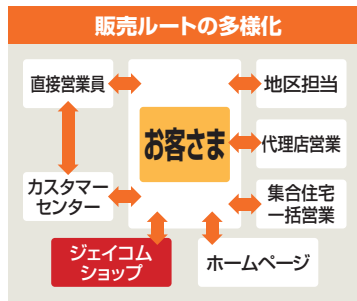 販売ルートの多様化
直接営業員
地区担当
お客さま
代理店営業
カスタマー
センター
集合住宅
一括営業
ジェイコム
ショップ
ホームページ